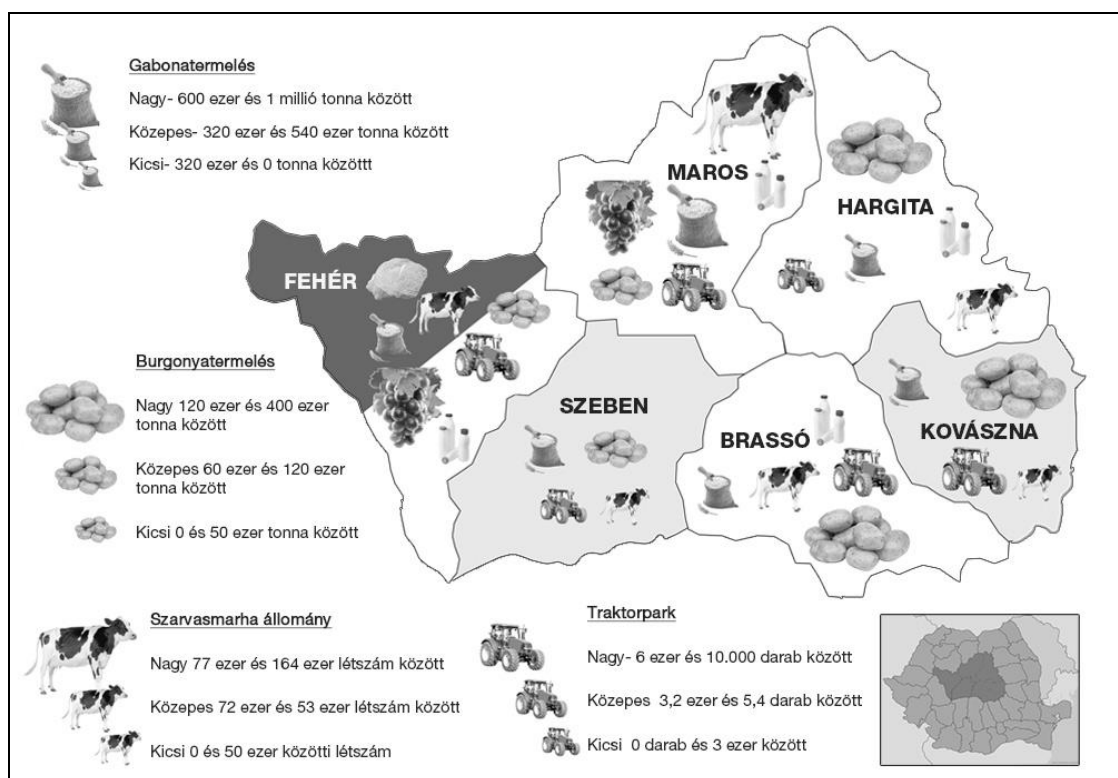 Gabonatermelés
Nagy- 600 ezer és 1 millió tonna között
Közepes- 320 ezer és 540 ezer tonna között
Kicsi- 320 ezer és 0 tonna közöttt
MAROS
HARGITA
FEHÉR
SZEBEN
BRASSÓ
KOVÁSZNA
Burgonyatermelés
Nagy 120 ezer és 400 ezer
tonna között
Közepes 60 ezer és 120 ezer
tonna között
Kicsi 0 és 50 ezer tonna között
Szarvasmarha állomány
Nagy 77 ezer és 164 ezer létszám között
Közepes 72 ezer és 53 ezer létszám között
Kicsi 0 és 50 ezer közötti létszám
Traktorpark
Nagy- 6 ezer és 10.000 darab között
Közepes 3,2 ezer és 5,4 darab között
Kicsi 0 darab és 3 ezer között